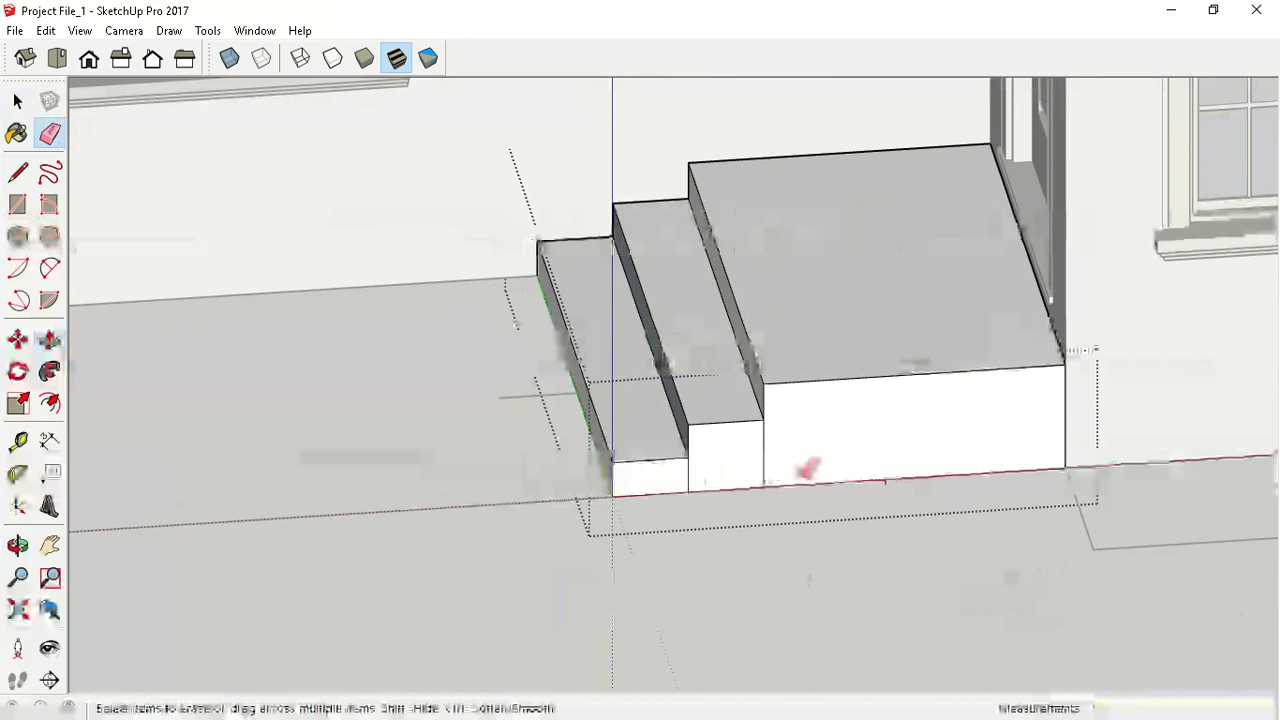 Project File_1 - SketchUp Pro 2017
File Edit View Camera Draw Tools Window Help
Measurements